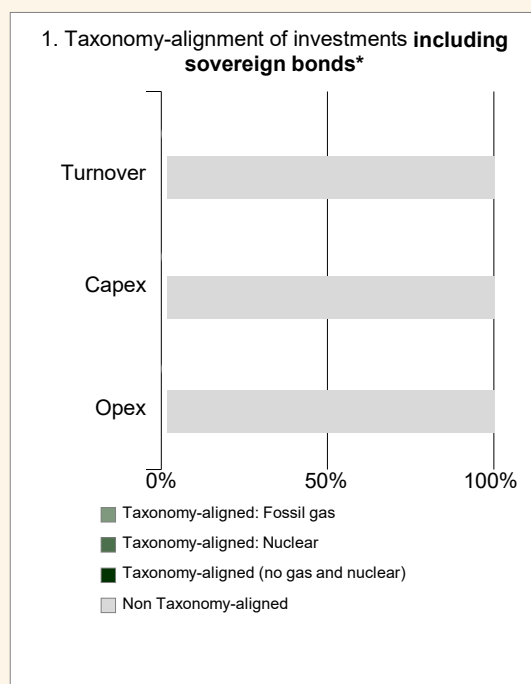 1. Taxonomy-alignment of investments including
sovereign bonds*
Turnover
Capex
Opex
0% 50% 100%
Taxonomy-aligned: Fossil gas
Taxonomy-aligned: Nuclear
Taxonomy-aligned (no gas and nuclear)
Non Taxonomy-aligned